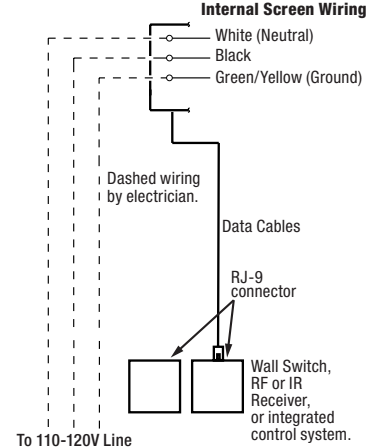 Internal Screen Wiring
White (Neutral)
Black
Green/Yellow (Ground)
Dashed wiring
by electrician.
Data Cables
RJ-9
connector
Wall Switch,
RF or IR
Receiver,
or integrated
control system.
To 110-120V Line